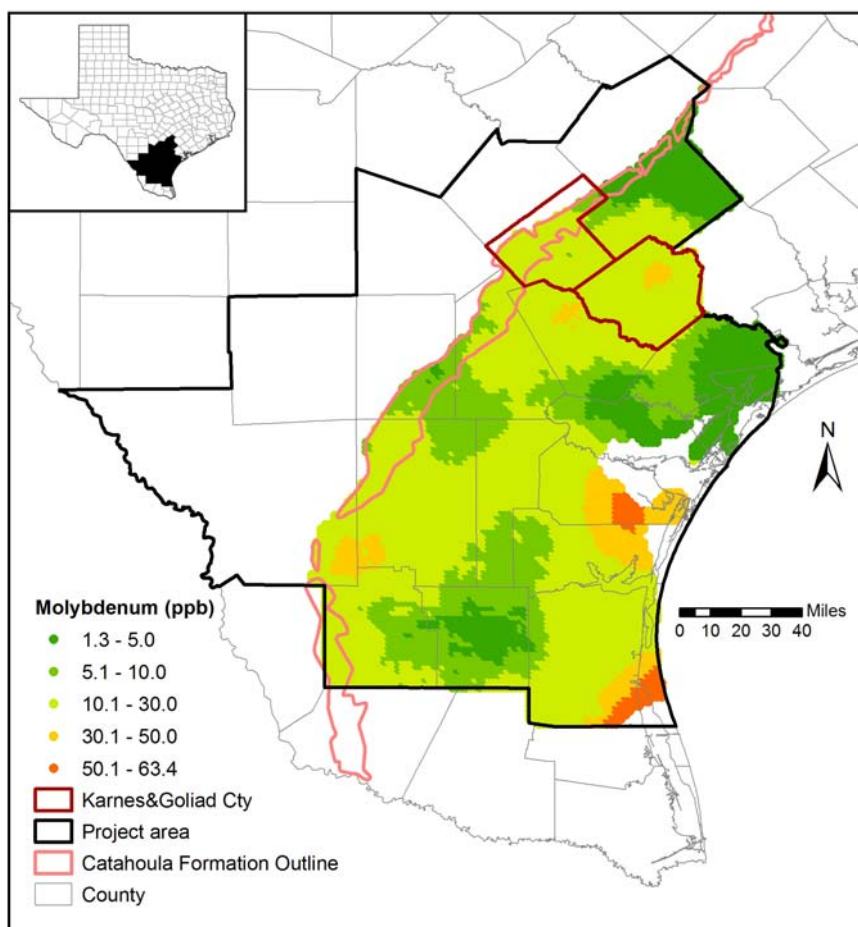 N
Miles
0 10 20 30 40
Molybdenum (ppb)
1.3 - 5.0
5.1 - 10.0
10.1 - 30.0
30.1 - 50.0
50.1 - 63.4
Karnes&Goliad Cty
Project area
Catahoula Formation Outline
County